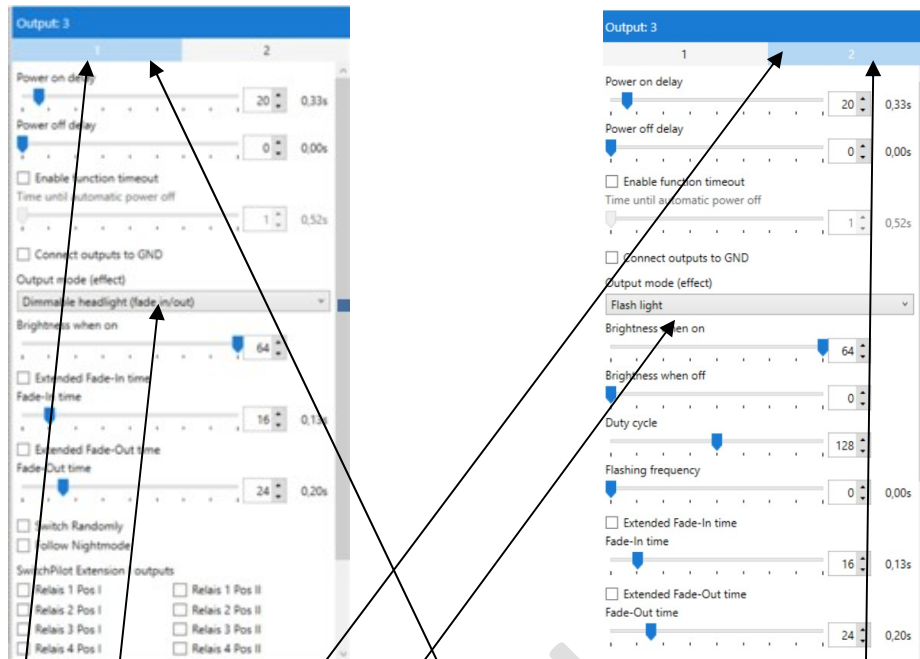 Output: 3
1 2
Power on delay
20 0,33s
Power off delay
0 0,00s
Enable function timeout
Time until automatic power off
1 0,52s
Connect outputs to GND
Output mode (effect)
Dimmable headlight (fade in/out)
Brightness when on
64
Extended Fade-In time
Fade-In time
16 0,13s
Extended Fade-Out time
Fade-Out time
24 0,20s
Switch Randomly
Follow Nightmode
SwitchPilot Extension outputs
Relais 1 Pos I Relais 1 Pos II
Relais 2 Pos I Relais 2 Pos II
Relais 3 Pos I Relais 3 Pos II
Relais 4 Pos I Relais 4 Pos II
Output: 3
1 2
Power on delay
20 0,33s
Power off delay
0 0,00s
Enable function timeout
Time until automatic power off
1 0,52s
Connect outputs to GND
Output mode (effect)
Flash light
Brightness when on
64
Brightness when off
0
Duty cycle
128
Flashing frequency
0 0,00s
Extended Fade-In time
Fade-In time
16 0,13s
Extended Fade-Out time
Fade-Out time
24 0,20s